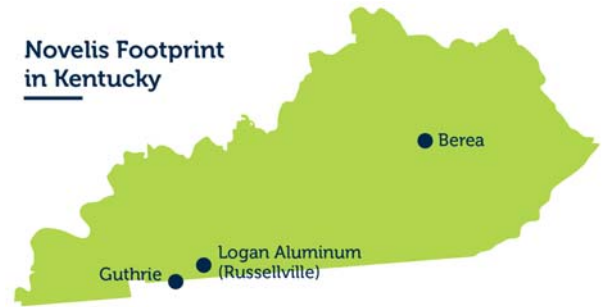 Novelis Footprint
in Kentucky
Berea
Logan Aluminum
(Russellville)
Guthrie